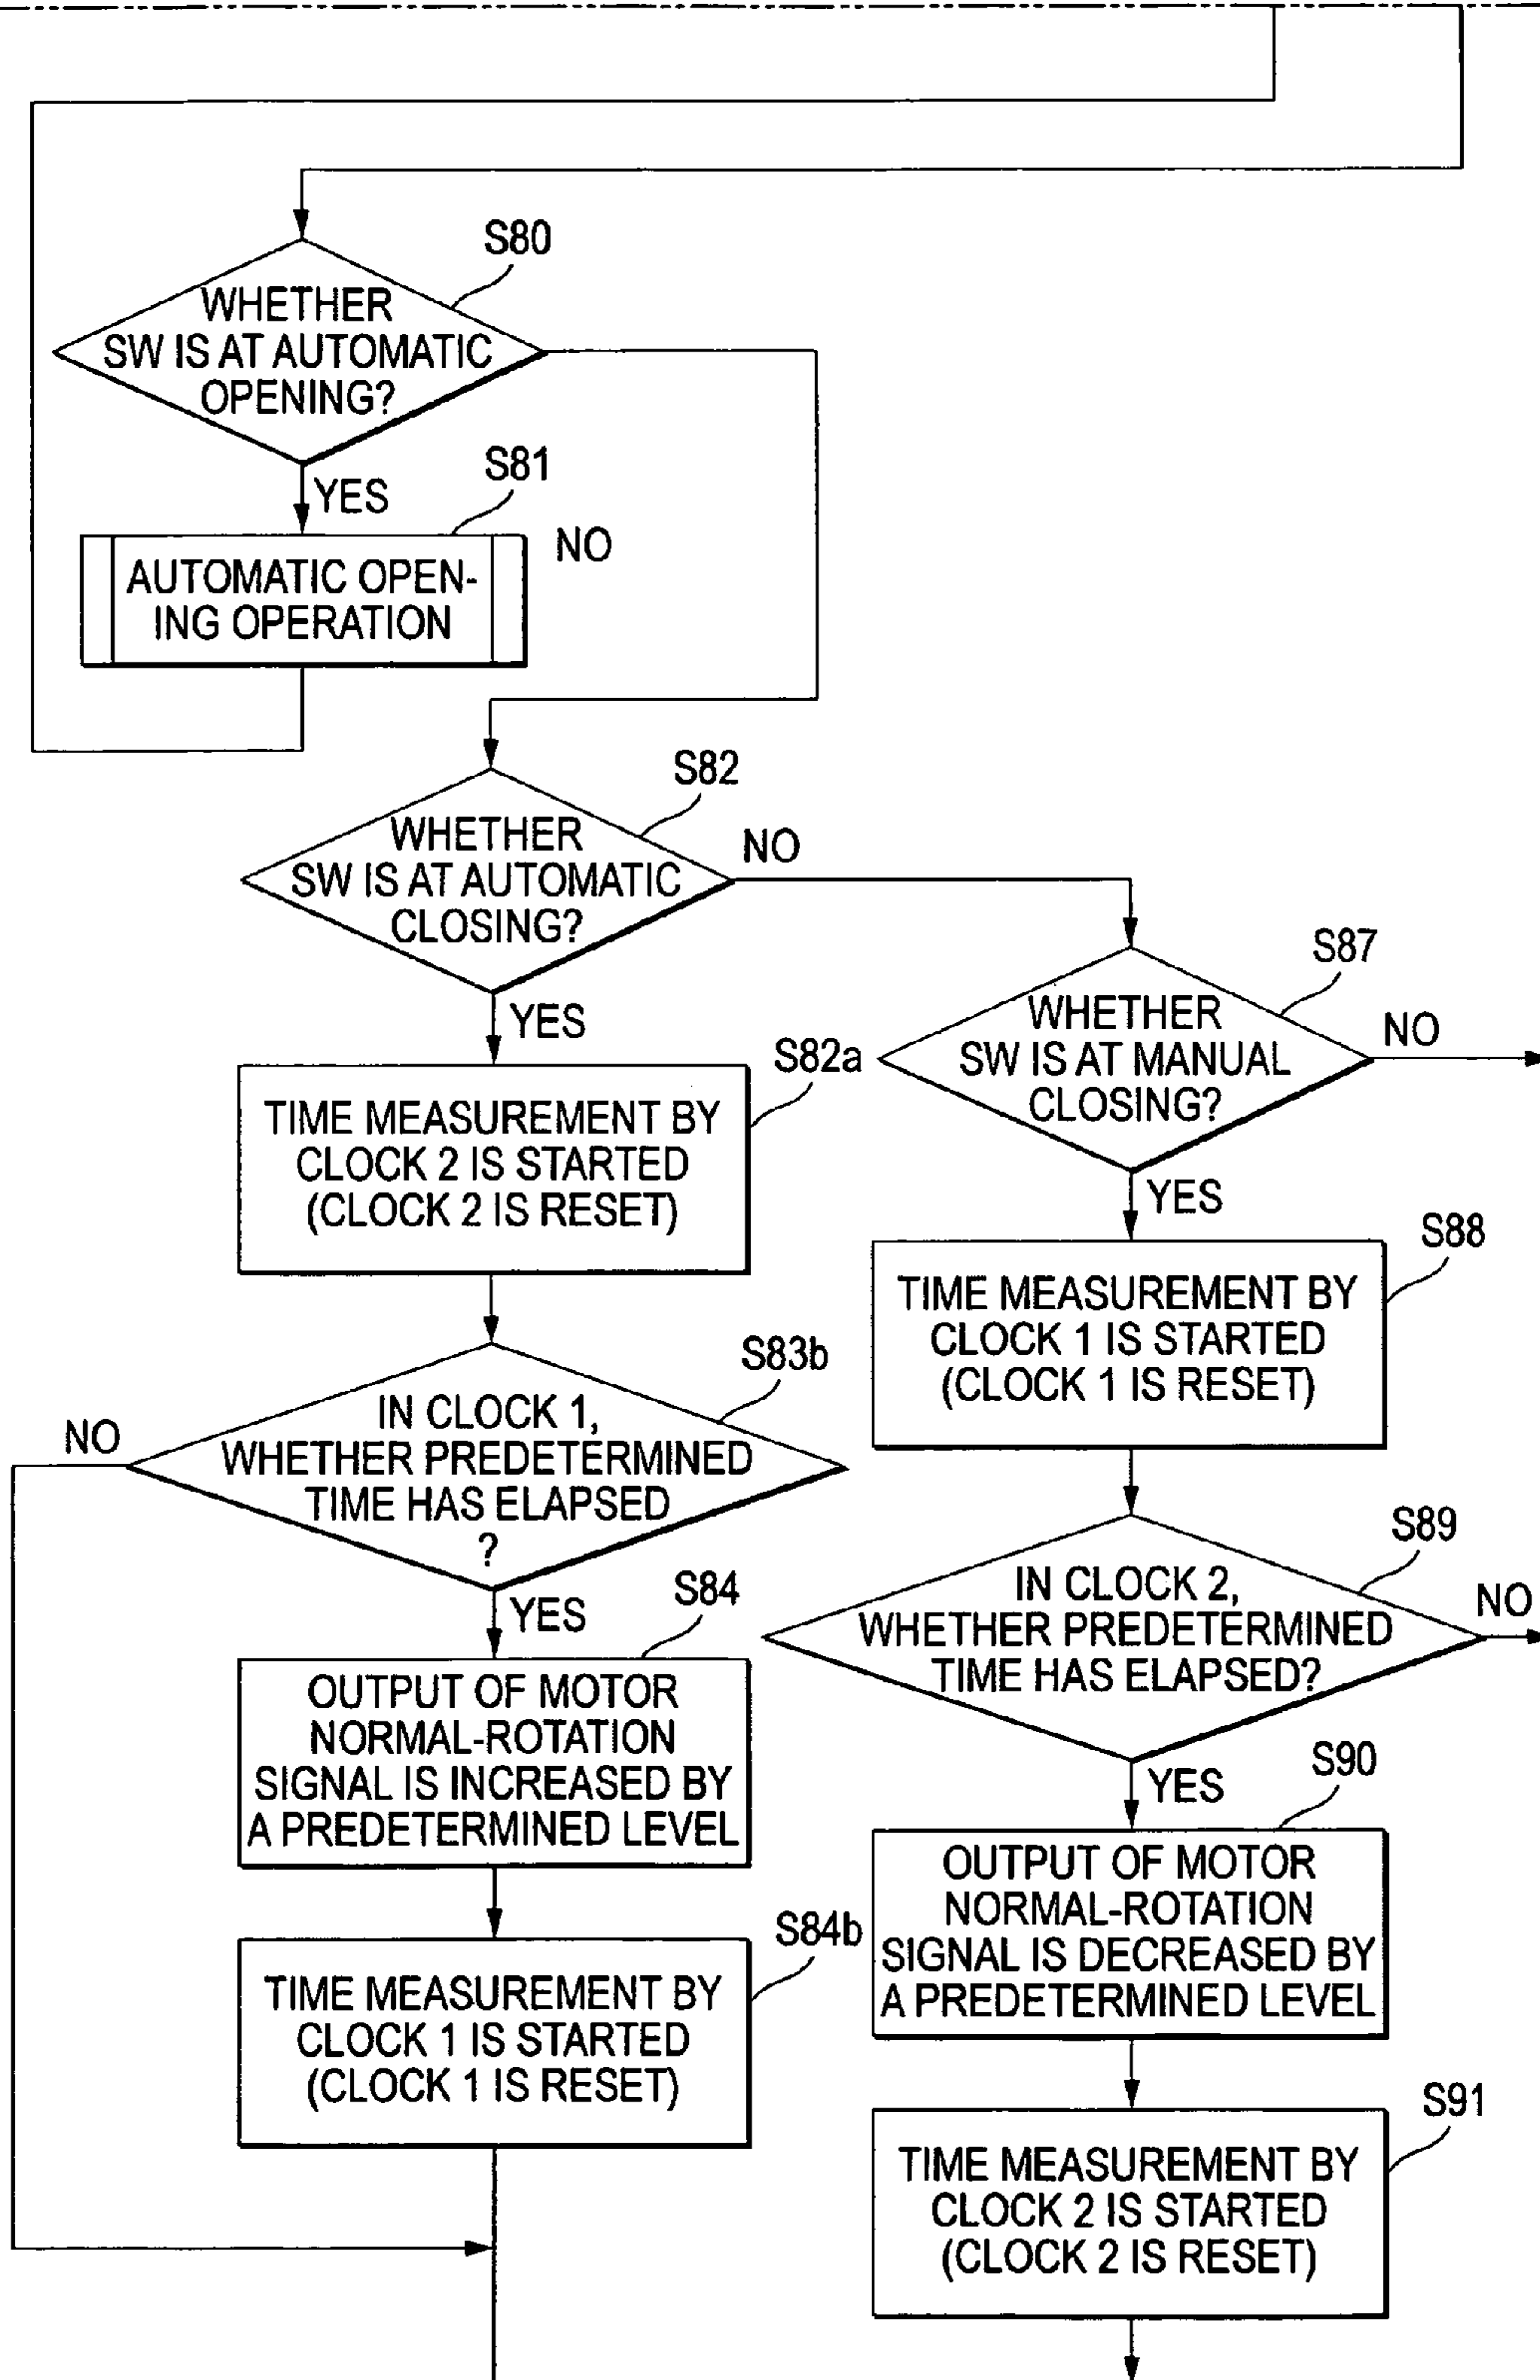 S80
WHETHER
SW IS AT AUTOMATIC
OPENING?
YES
S81
NO
AUTOMATIC OPEN-
ING OPERATION
S82
WHETHER
SW IS AT AUTOMATIC
CLOSING?
NO
YES
S82a
TIME MEASUREMENT BY
CLOCK 2 IS STARTED
(CLOCK 2 IS RESET)
S83b
IN CLOCK 1,
WHETHER PREDETERMINED
TIME HAS ELAPSED
?
NO
YES
S84
OUTPUT OF MOTOR
NORMAL-ROTATION
SIGNAL IS INCREASED BY
A PREDETERMINED LEVEL
S84b
TIME MEASUREMENT BY
CLOCK 1 IS STARTED
(CLOCK 1 IS RESET)
S87
WHETHER
SW IS AT MANUAL
CLOSING?
NO
YES
S88
TIME MEASUREMENT BY
CLOCK 1 IS STARTED
(CLOCK 1 IS RESET)
S89
IN CLOCK 2,
WHETHER PREDETERMINED
TIME HAS ELAPSED?
NO
YES
S90
OUTPUT OF MOTOR
NORMAL-ROTATION
SIGNAL IS DECREASED BY
A PREDETERMINED LEVEL
S91
TIME MEASUREMENT BY
CLOCK 2 IS STARTED
(CLOCK 2 IS RESET)